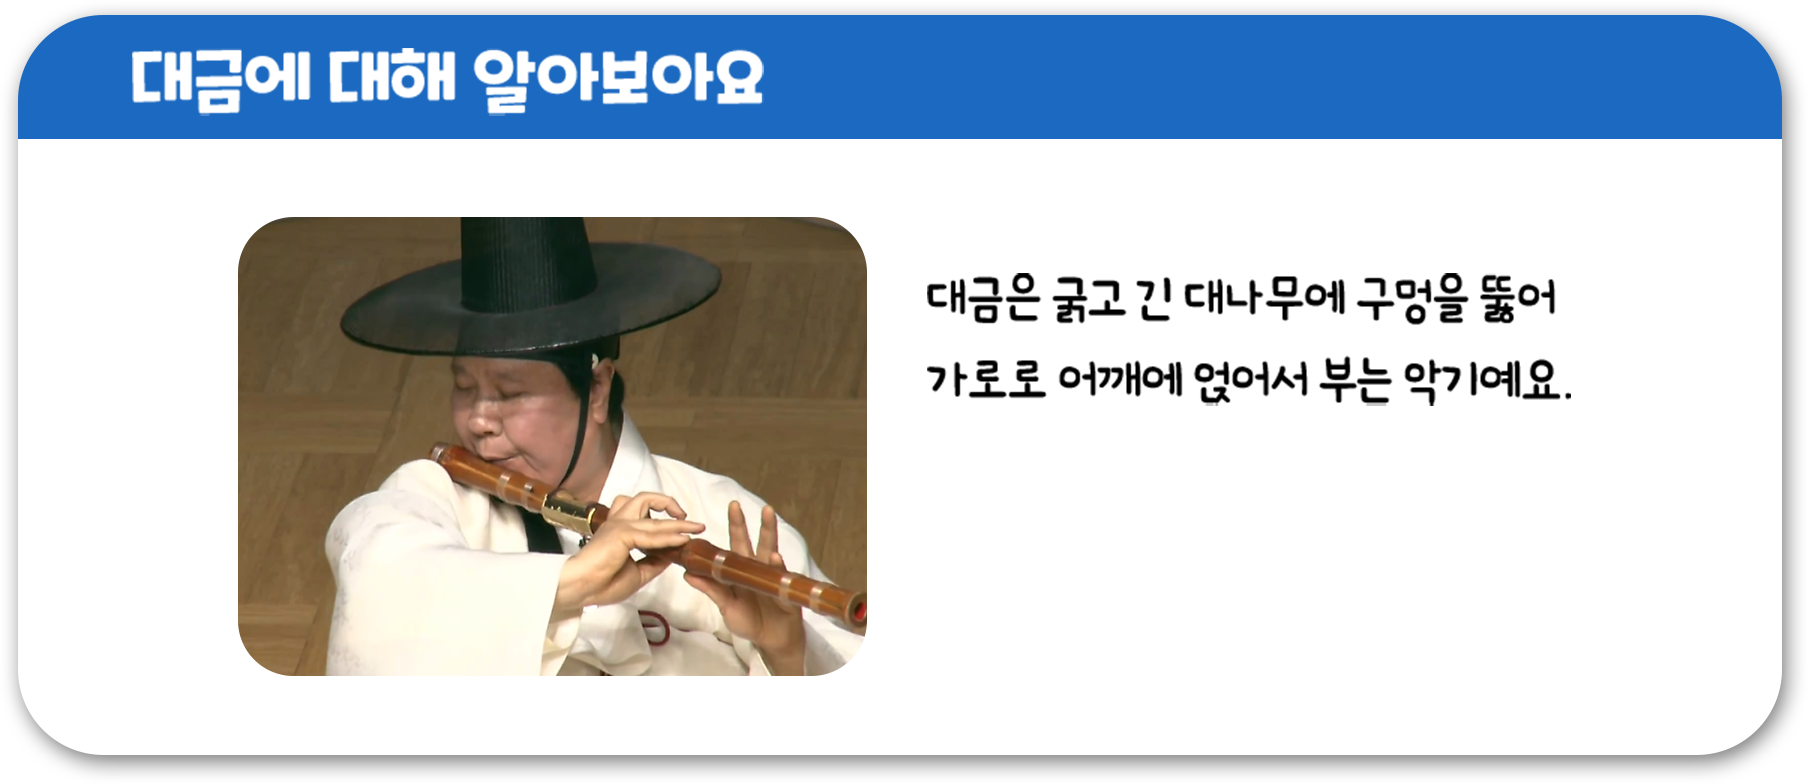 대금에 대해 알아보아요
대금은 굵고 긴 대나무에 구멍을 뚫어
가로로 어깨에 얹어서 부는 악기예요.